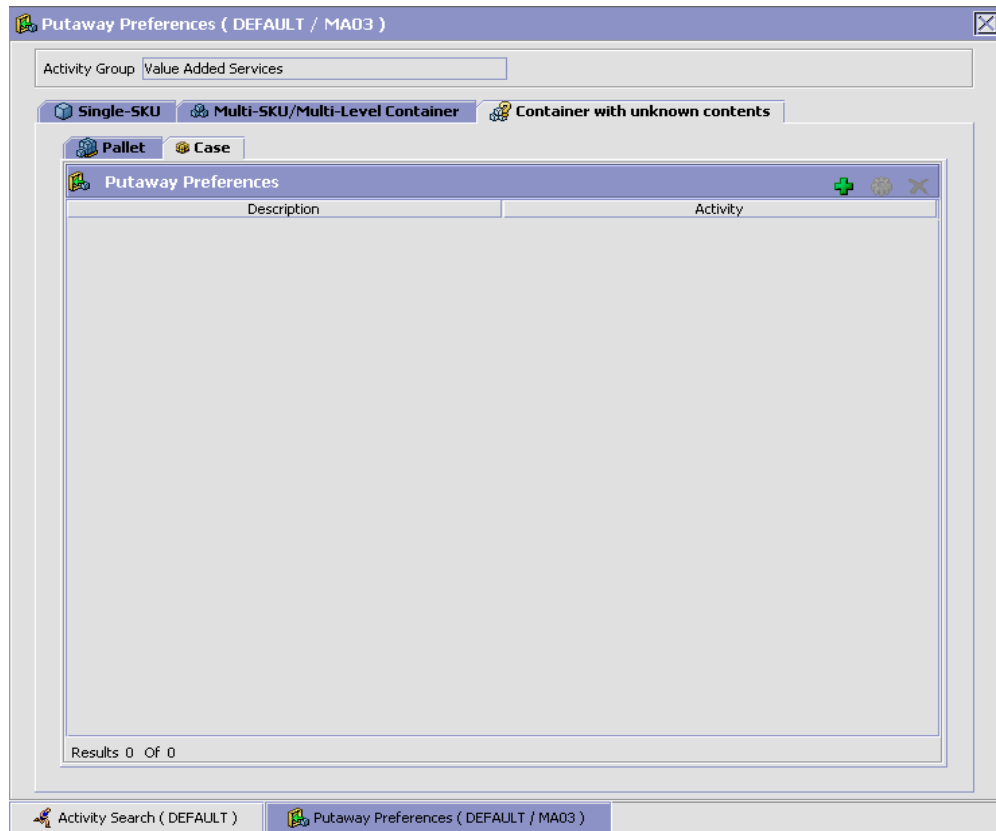 Putaway Preferences ( DEFAULT / MA03 )
Activity Group Value Added Services
Single-SKU Multi-SKU/Multi-Level Container Container with unknown contents
Pallet Case
Putaway Preferences
Description Activity
Results 0 Of 0
Activity Search ( DEFAULT ) Putaway Preferences ( DEFAULT / MA03 )